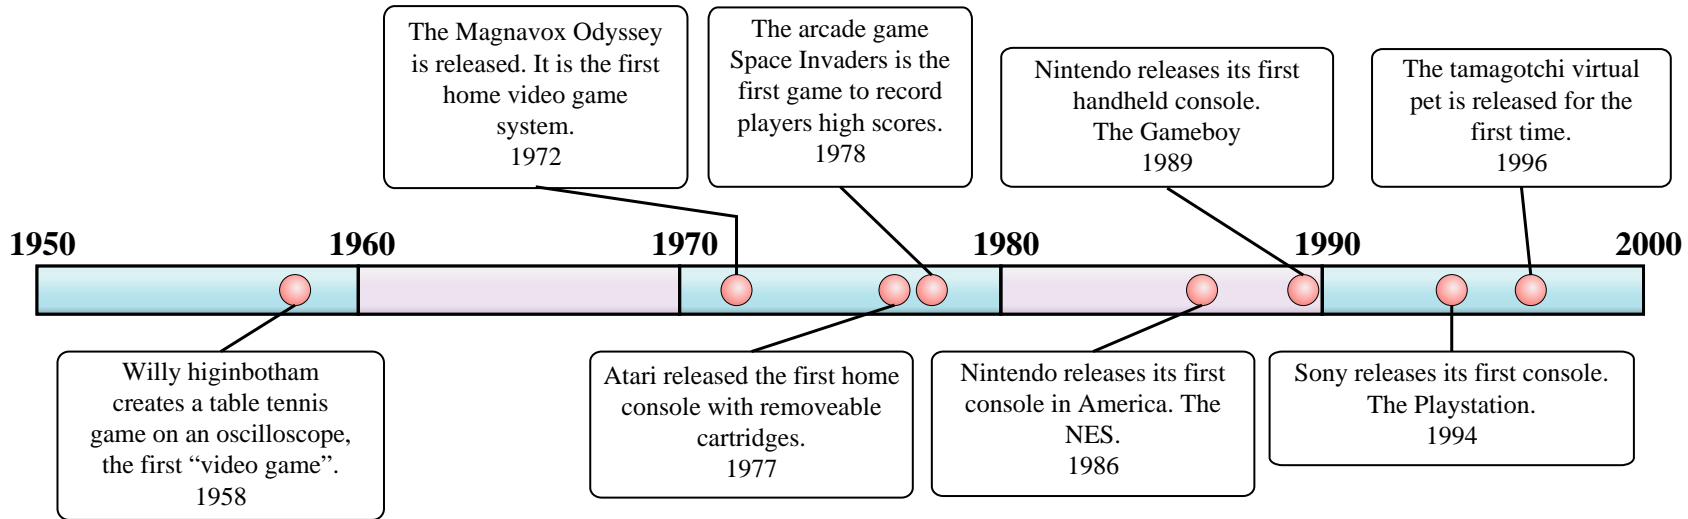 The Magnavox Odyssey
is released. It is the first
home video game
system.
1972
The arcade game
Space Invaders is the
first game to record
players high scores.
1978
Nintendo releases its first
handheld console.
The Gameboy
1989
The tamagotchi virtual
pet is released for the
first time.
1996
1950
1960
1970
1980
1990
2000
Willy higinbotham
creates a table tennis
game on an oscilloscope,
the first “video game”.
1958
Atari released the first home
console with removeable
cartridges.
1977
Nintendo releases its first
console in America. The
NES.
1986
Sony releases its first console.
The Playstation.
1994